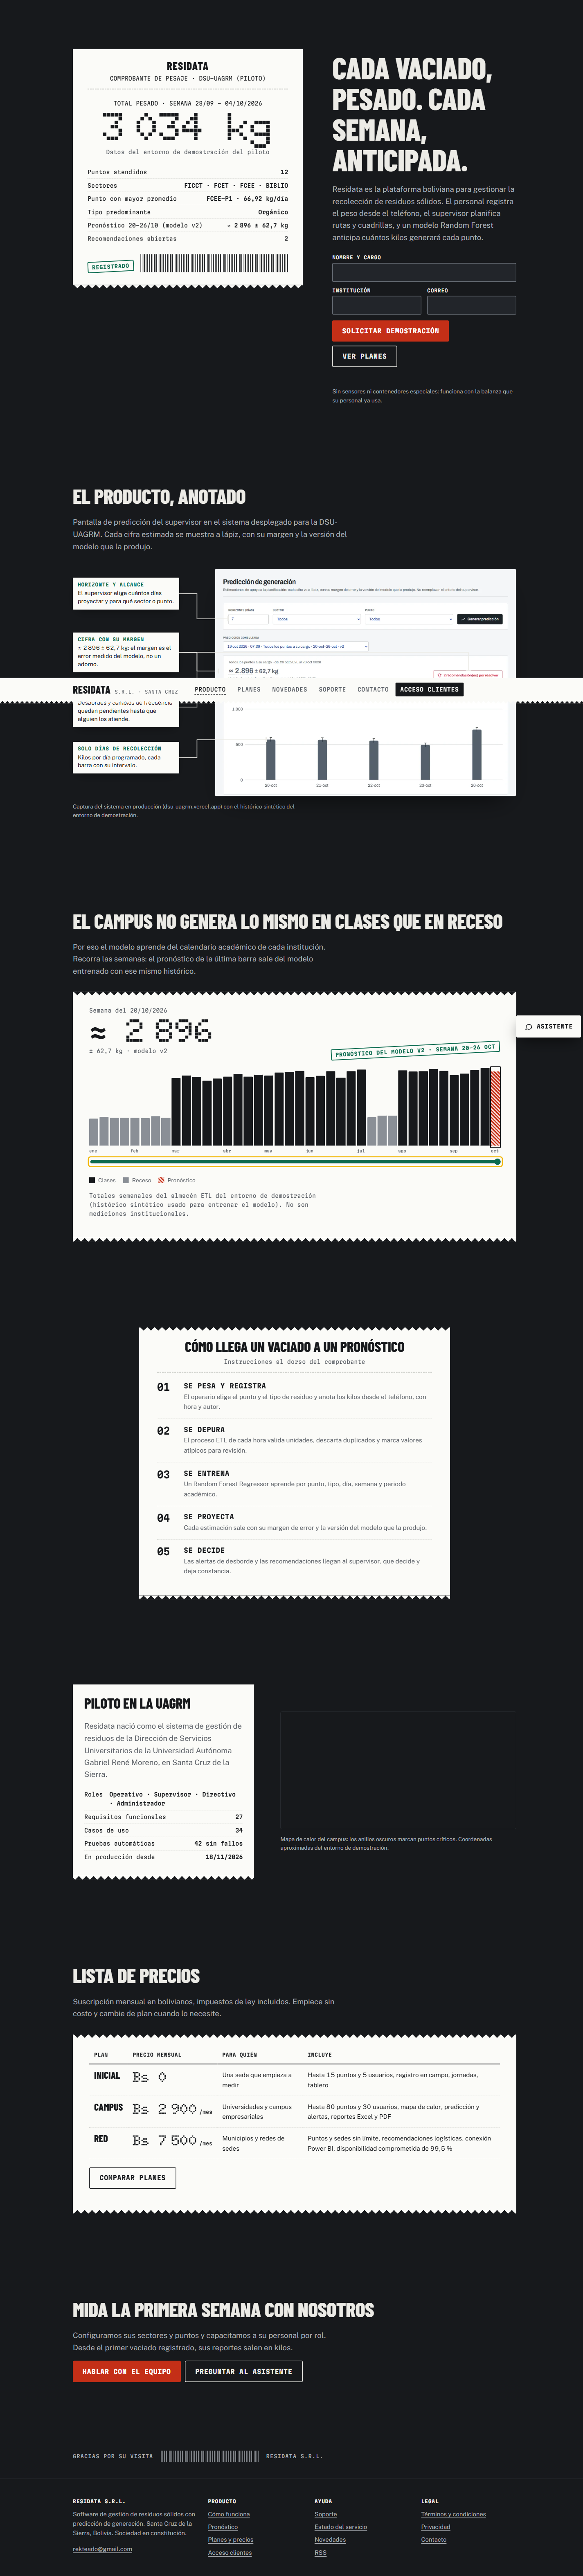 RESIDATA
COMPROBANTE DE PESAJE · DSU-UAGRM (PILOTO)
TOTAL PESADO · SEMANA 28/09 – 04/10/2026
3 034 kg
Datos del entorno de demostración del piloto
Puntos atendidos 12
Sectores FICCT · FCET · FCEE · BIBLIO
Punto con mayor promedio FCEE-P1 · 66,92 kg/día
Tipo predominante Orgánico
Pronóstico 20-26/10 (modelo v2) ≈ 2 896 ± 62,7 kg
Recomendaciones abiertas 2
REGISTRADO
CADA VACIADO,
PESADO. CADA
SEMANA,
ANTICIPADA.
Residata es la plataforma boliviana para gestionar la
recolección de residuos sólidos. El personal registra
el peso desde el teléfono, el supervisor planifica
rutas y cuadrillas, y un modelo Random Forest
anticipa cuántos kilos generará cada punto.
NOMBRE Y CARGO
INSTITUCIÓN CORREO
SOLICITAR DEMOSTRACIÓN
VER PLANES
Sin sensores ni contenedores especiales: funciona con la balanza que
su personal ya usa.
EL PRODUCTO, ANOTADO
Pantalla de predicción del supervisor en el sistema desplegado para la DSU-
UAGRM. Cada cifra estimada se muestra a lápiz, con su margen y la versión del
modelo que la produjo.
HORIZONTE Y ALCANCE
El supervisor elige cuántos días
proyectar y para qué sector o punto.
CIFRA CON SU MARGEN
≈ 2 896 ± 62,7 kg: el margen es el
error medido del modelo, no un
adorno.
quedan pendientes hasta que
alguien los atiende.
SOLO DÍAS DE RECOLECCIÓN
Kilos por día programado, cada
barra con su intervalo.
Predicción de generación
HORIZONTE (DÍAS) SECTOR PUNTO
7 Todos Todos Generar predicción
PREDICCIÓN CONSULTADA
≈ 2.896 ± 62,7 kg
RESIDATA S.R.L. · SANTA CRUZ PRODUCTO PLANES NOVEDADES SOPORTE CONTACTO ACCESO CLIENTES
1.000
500
0
20 oct 21 oct 22 oct 23 oct 26 oct
Captura del sistema en producción (dsu-uagrm.vercel.app) con el histórico sintético del
entorno de demostración.
EL CAMPUS NO GENERA LO MISMO EN CLASES QUE EN RECESO
Por eso el modelo aprende del calendario académico de cada institución.
Recorra las semanas: el pronóstico de la última barra sale del modelo
entrenado con ese mismo histórico.
ASISTENTE
Semana del 20/10/2026
≈ 2 896
± 62,7 kg · modelo v2
PRONÓSTICO DEL MODELO V2 · SEMANA 20-26 OCT
ene feb mar abr may jun jul ago sep oct
Clases Receso Pronóstico
Totales semanales del almacén ETL del entorno de demostración
(histórico sintético usado para entrenar el modelo). No son
mediciones institucionales.
CÓMO LLEGA UN VACIADO A UN PRONÓSTICO
Instrucciones al dorso del comprobante
01 SE PESA Y REGISTRA
El operario elige el punto y el tipo de residuo y anota los kilos desde el teléfono, con
hora y autor.
02 SE DEPURA
El proceso ETL de cada hora valida unidades, descarta duplicados y marca valores
atípicos para revisión.
03 SE ENTRENA
Un Random Forest Regressor aprende por punto, tipo, día, semana y periodo
académico.
04 SE PROYECTA
Cada estimación sale con su margen de error y la versión del modelo que la produjo.
05 SE DECIDE
Las alertas de desborde y las recomendaciones llegan al supervisor, que decide y
deja constancia.
PILOTO EN LA UAGRM
Residata nació como el sistema de gestión de
residuos de la Dirección de Servicios
Universitarios de la Universidad Autónoma
Gabriel René Moreno, en Santa Cruz de la
Sierra.
Roles Operativo · Supervisor · Directivo
· Administrador
Requisitos funcionales 27
Casos de uso 34
Pruebas automáticas 42 sin fallos
En producción desde 18/11/2026
Mapa de calor del campus: los anillos oscuros marcan puntos críticos. Coordenadas
aproximadas del entorno de demostración.
LISTA DE PRECIOS
Suscripción mensual en bolivianos, impuestos de ley incluidos. Empiece sin
costo y cambie de plan cuando lo necesite.
PLAN PRECIO MENSUAL PARA QUIÉN INCLUYE
INICIAL Bs 0 Una sede que empieza a
medir Hasta 15 puntos y 5 usuarios, registro en campo, jornadas,
tablero
CAMPUS Bs 2 900 /mes Universidades y campus
empresariales Hasta 80 puntos y 30 usuarios, mapa de calor, predicción y
alertas, reportes Excel y PDF
RED Bs 7 500 /mes Municipios y redes de
sedes Puntos y sedes sin límite, recomendaciones logísticas, conexión
Power BI, disponibilidad comprometida de 99,5 %
COMPARAR PLANES
MIDA LA PRIMERA SEMANA CON NOSOTROS
Configuramos sus sectores y puntos y capacitamos a su personal por rol.
Desde el primer vaciado registrado, sus reportes salen en kilos.
HABLAR CON EL EQUIPO PREGUNTAR AL ASISTENTE
GRACIAS POR SU VISITA RESIDATA S.R.L.
RESIDATA S.R.L.
Software de gestión de residuos sólidos con
predicción de generación. Santa Cruz de la
Sierra, Bolivia. Sociedad en constitución.
rekteado@gmail.com
PRODUCTO
Cómo funciona
Pronóstico
Planes y precios
Acceso clientes
AYUDA
Soporte
Estado del servicio
Novedades
RSS
LEGAL
Términos y condiciones
Privacidad
Contacto